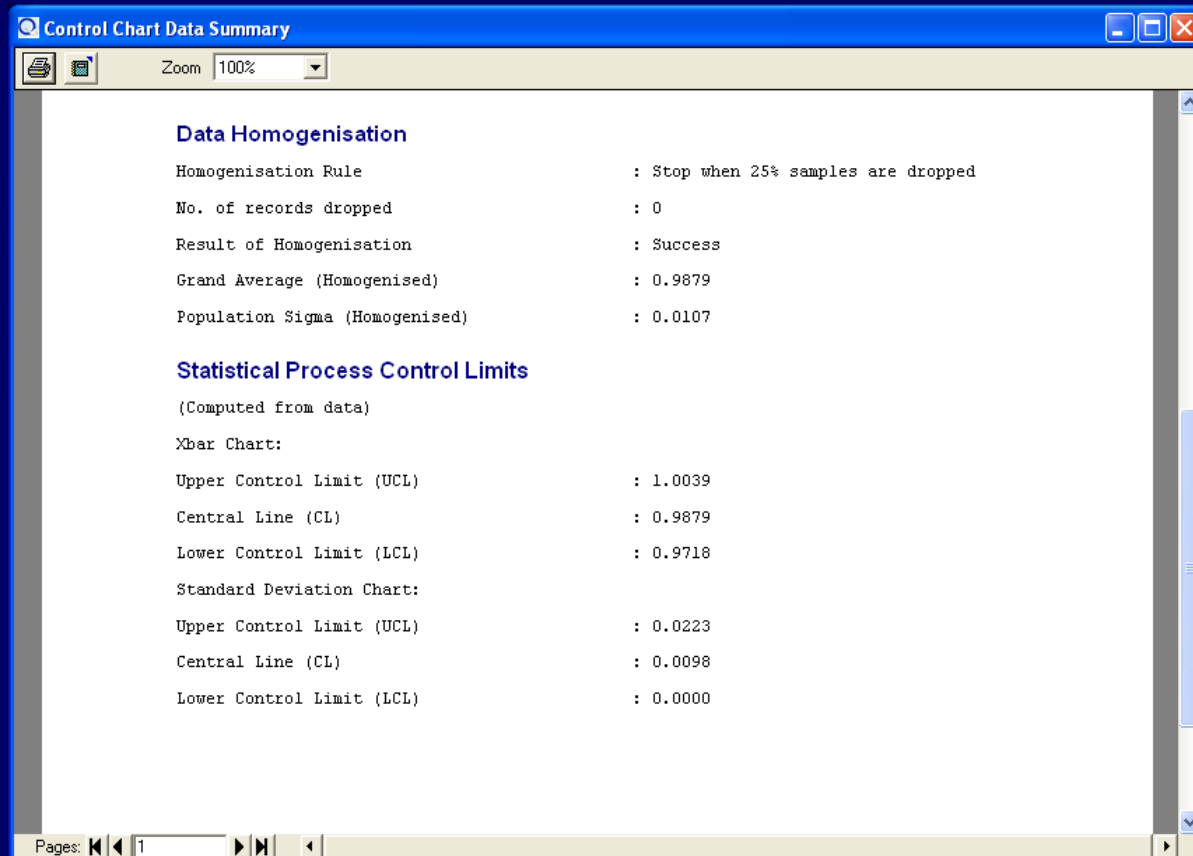 Control Chart Data Summary
Zoom 100%
Data Homogenisation
Homogenisation Rule : Stop when 25% samples are dropped
No. of records dropped : 0
Result of Homogenisation : Success
Grand Average (Homogenised) : 0.9879
Population Sigma (Homogenised) : 0.0107
Statistical Process Control Limits
(Computed from data)
Xbar Chart:
Upper Control Limit (UCL) : 1.0039
Central Line (CL) : 0.9879
Lower Control Limit (LCL) : 0.9718
Standard Deviation Chart:
Upper Control Limit (UCL) : 0.0223
Central Line (CL) : 0.0098
Lower Control Limit (LCL) : 0.0000
Pages: 1